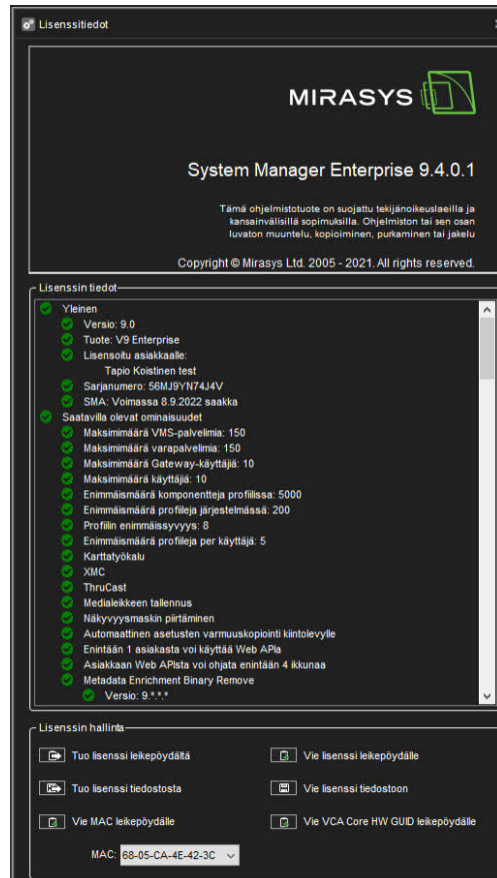 Lisenssitiedot
MIRASYS
System Manager Enterprise 9.4.0.1
Tämä ohjelmistotuote on suojattu tekijänoikeuslaeilla ja
kansainvälisillä sopimuksilla. Ohjelmiston tai sen osan
luvaton muuntelu, kopioiminen, purkaminen tai jakelu
Copyright © Mirasys Ltd. 2005 - 2021. All rights reserved.
Lisenssin tiedot
Yleinen
Versio: 9.0
Tuote: V9 Enterprise
Lisensoitu asiakkaalle:
Tapio Koistinen test
Sarjanumero: 56MJ9YN74J4V
SMA: Voimassa 8.9.2022 saakka
Saatavilla olevat ominaisuudet
Maksimimäärä VMS-palvelimia: 150
Maksimimäärä varapalvelimia: 150
Maksimimäärä Gateway-käyttäjiä: 10
Maksimimäärä käyttäjiä: 10
Enimmäismäärä komponentteja profiilissa: 5000
Enimmäismäärä profiileja järjestelmässä: 200
Profiilin enimmäissyvyys: 8
Enimmäismäärä profiileja per käyttäjä: 5
Karttatyökalu
XMC
ThruCast
Medialeikkeen tallennus
Näkyvyysmaskin piirtäminen
Automaattinen asetusten varmuuskopiointi kiintolevylle
Enintään 1 asiakasta voi käyttää Web APIa
Asiakkaan Web APIsta voi ohjata enintään 4 ikkunaa
Metadata Enrichment Binary Remove
Versio: 9.*.*.*
Lisenssin hallinta
Tuo lisenssi leikepöydältä
Vie lisenssi leikepöydälle
Tuo lisenssi tiedostosta
Vie lisenssi tiedostoon
Vie MAC leikepöydälle
Vie VCA Core HW GUID leikepöydälle
MAC: 68-05-CA-4E-42-3C